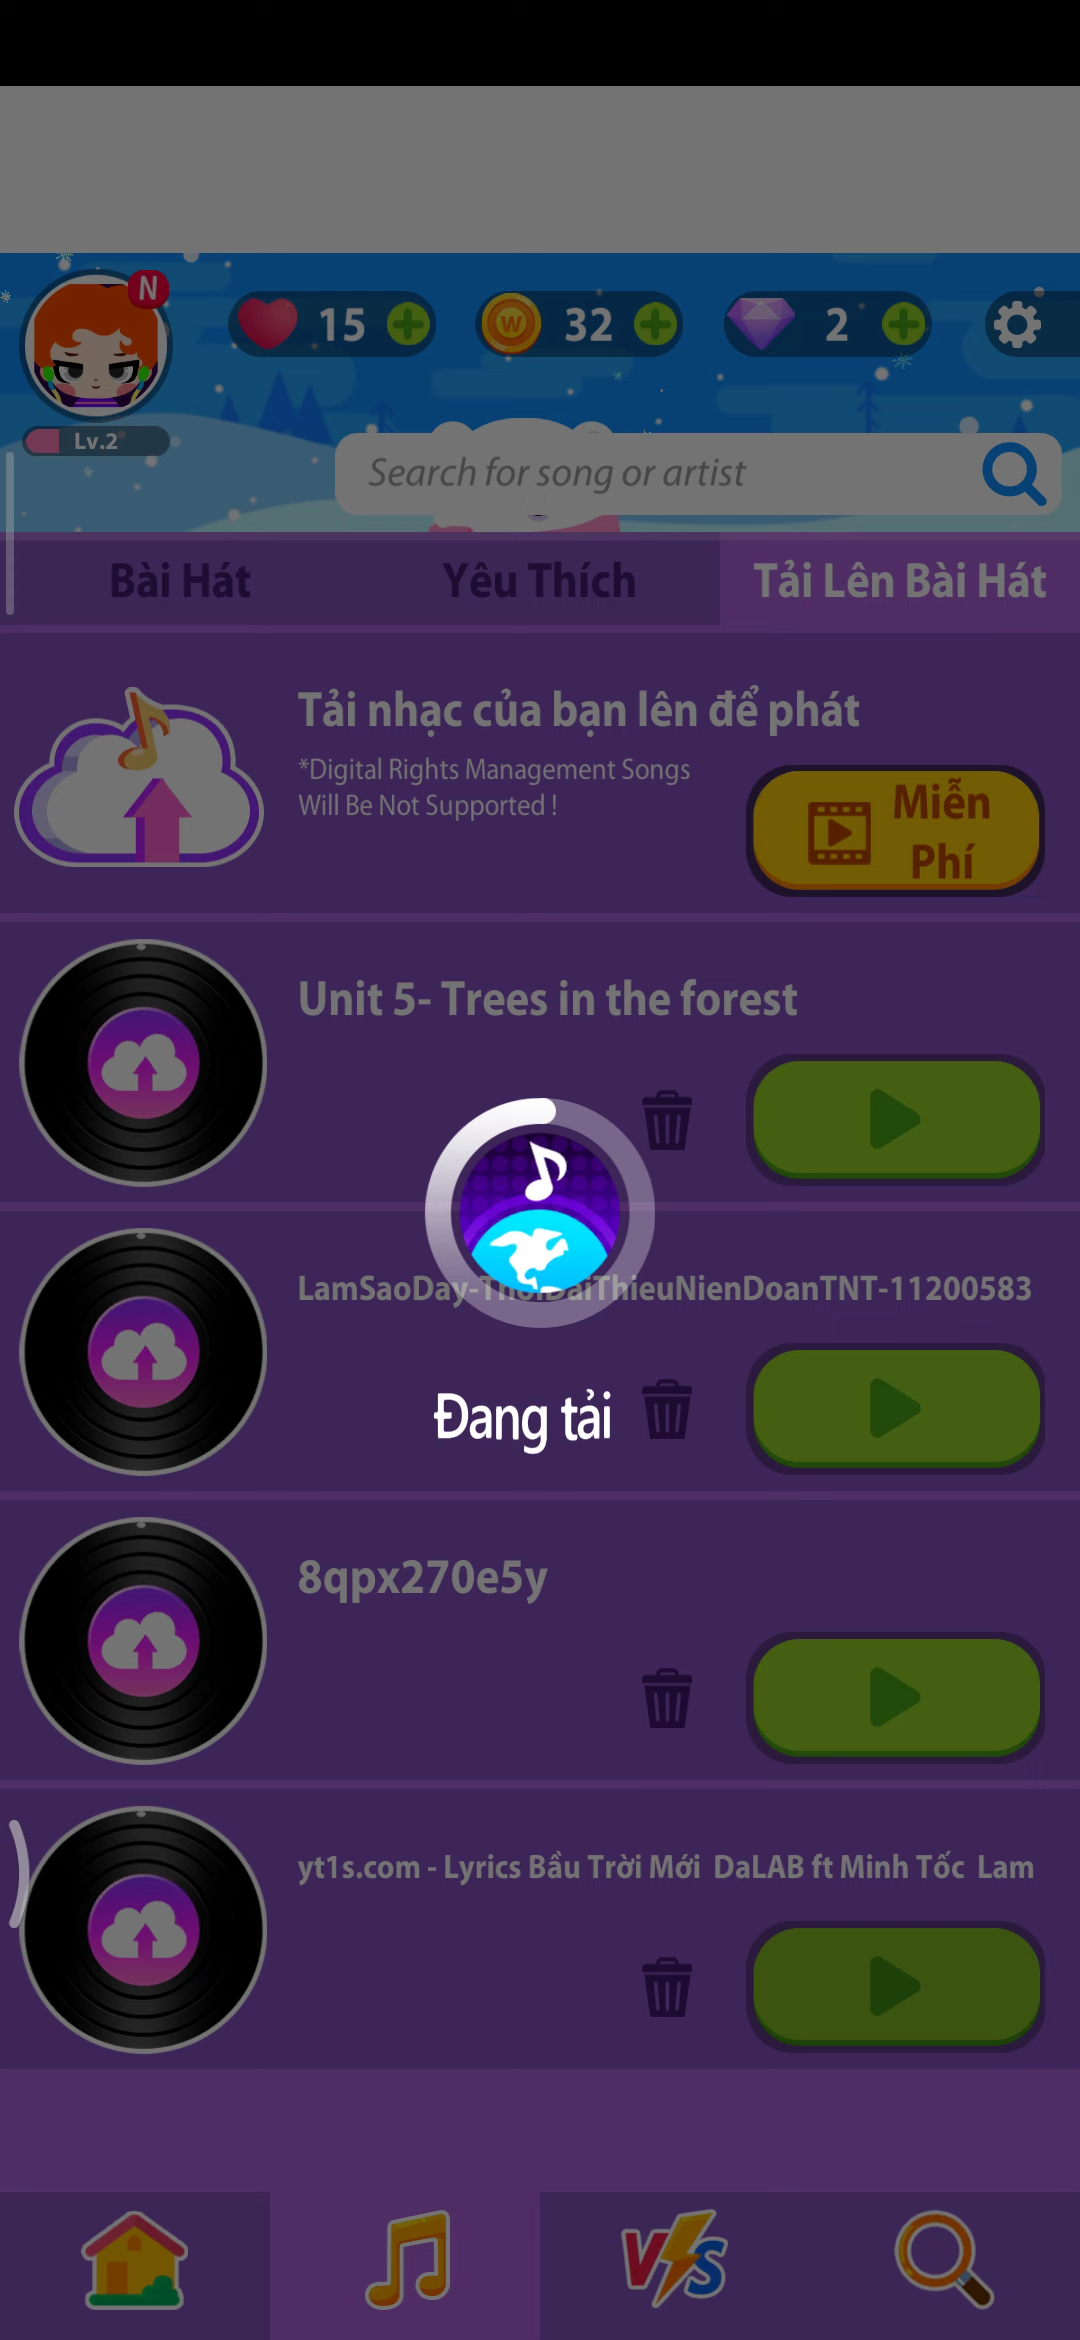 N
15
W
32
2
Lv.2
Search for song or artist
Bài Hát
Yêu Thích
Tải Lên Bài Hát
Tải nhạc của bạn lên để phát
*Digital Rights Management Songs
Will Be Not Supported !
Miễn
Phí
Unit 5- Trees in the forest
LamSaoDay-ThoiDaiThieuNienDoanTNT-11200583
Đang tải
8qpx270e5y
yt1s.com - Lyrics Bầu Trời Mới  DaLAB ft Minh Tốc  Lam
VS